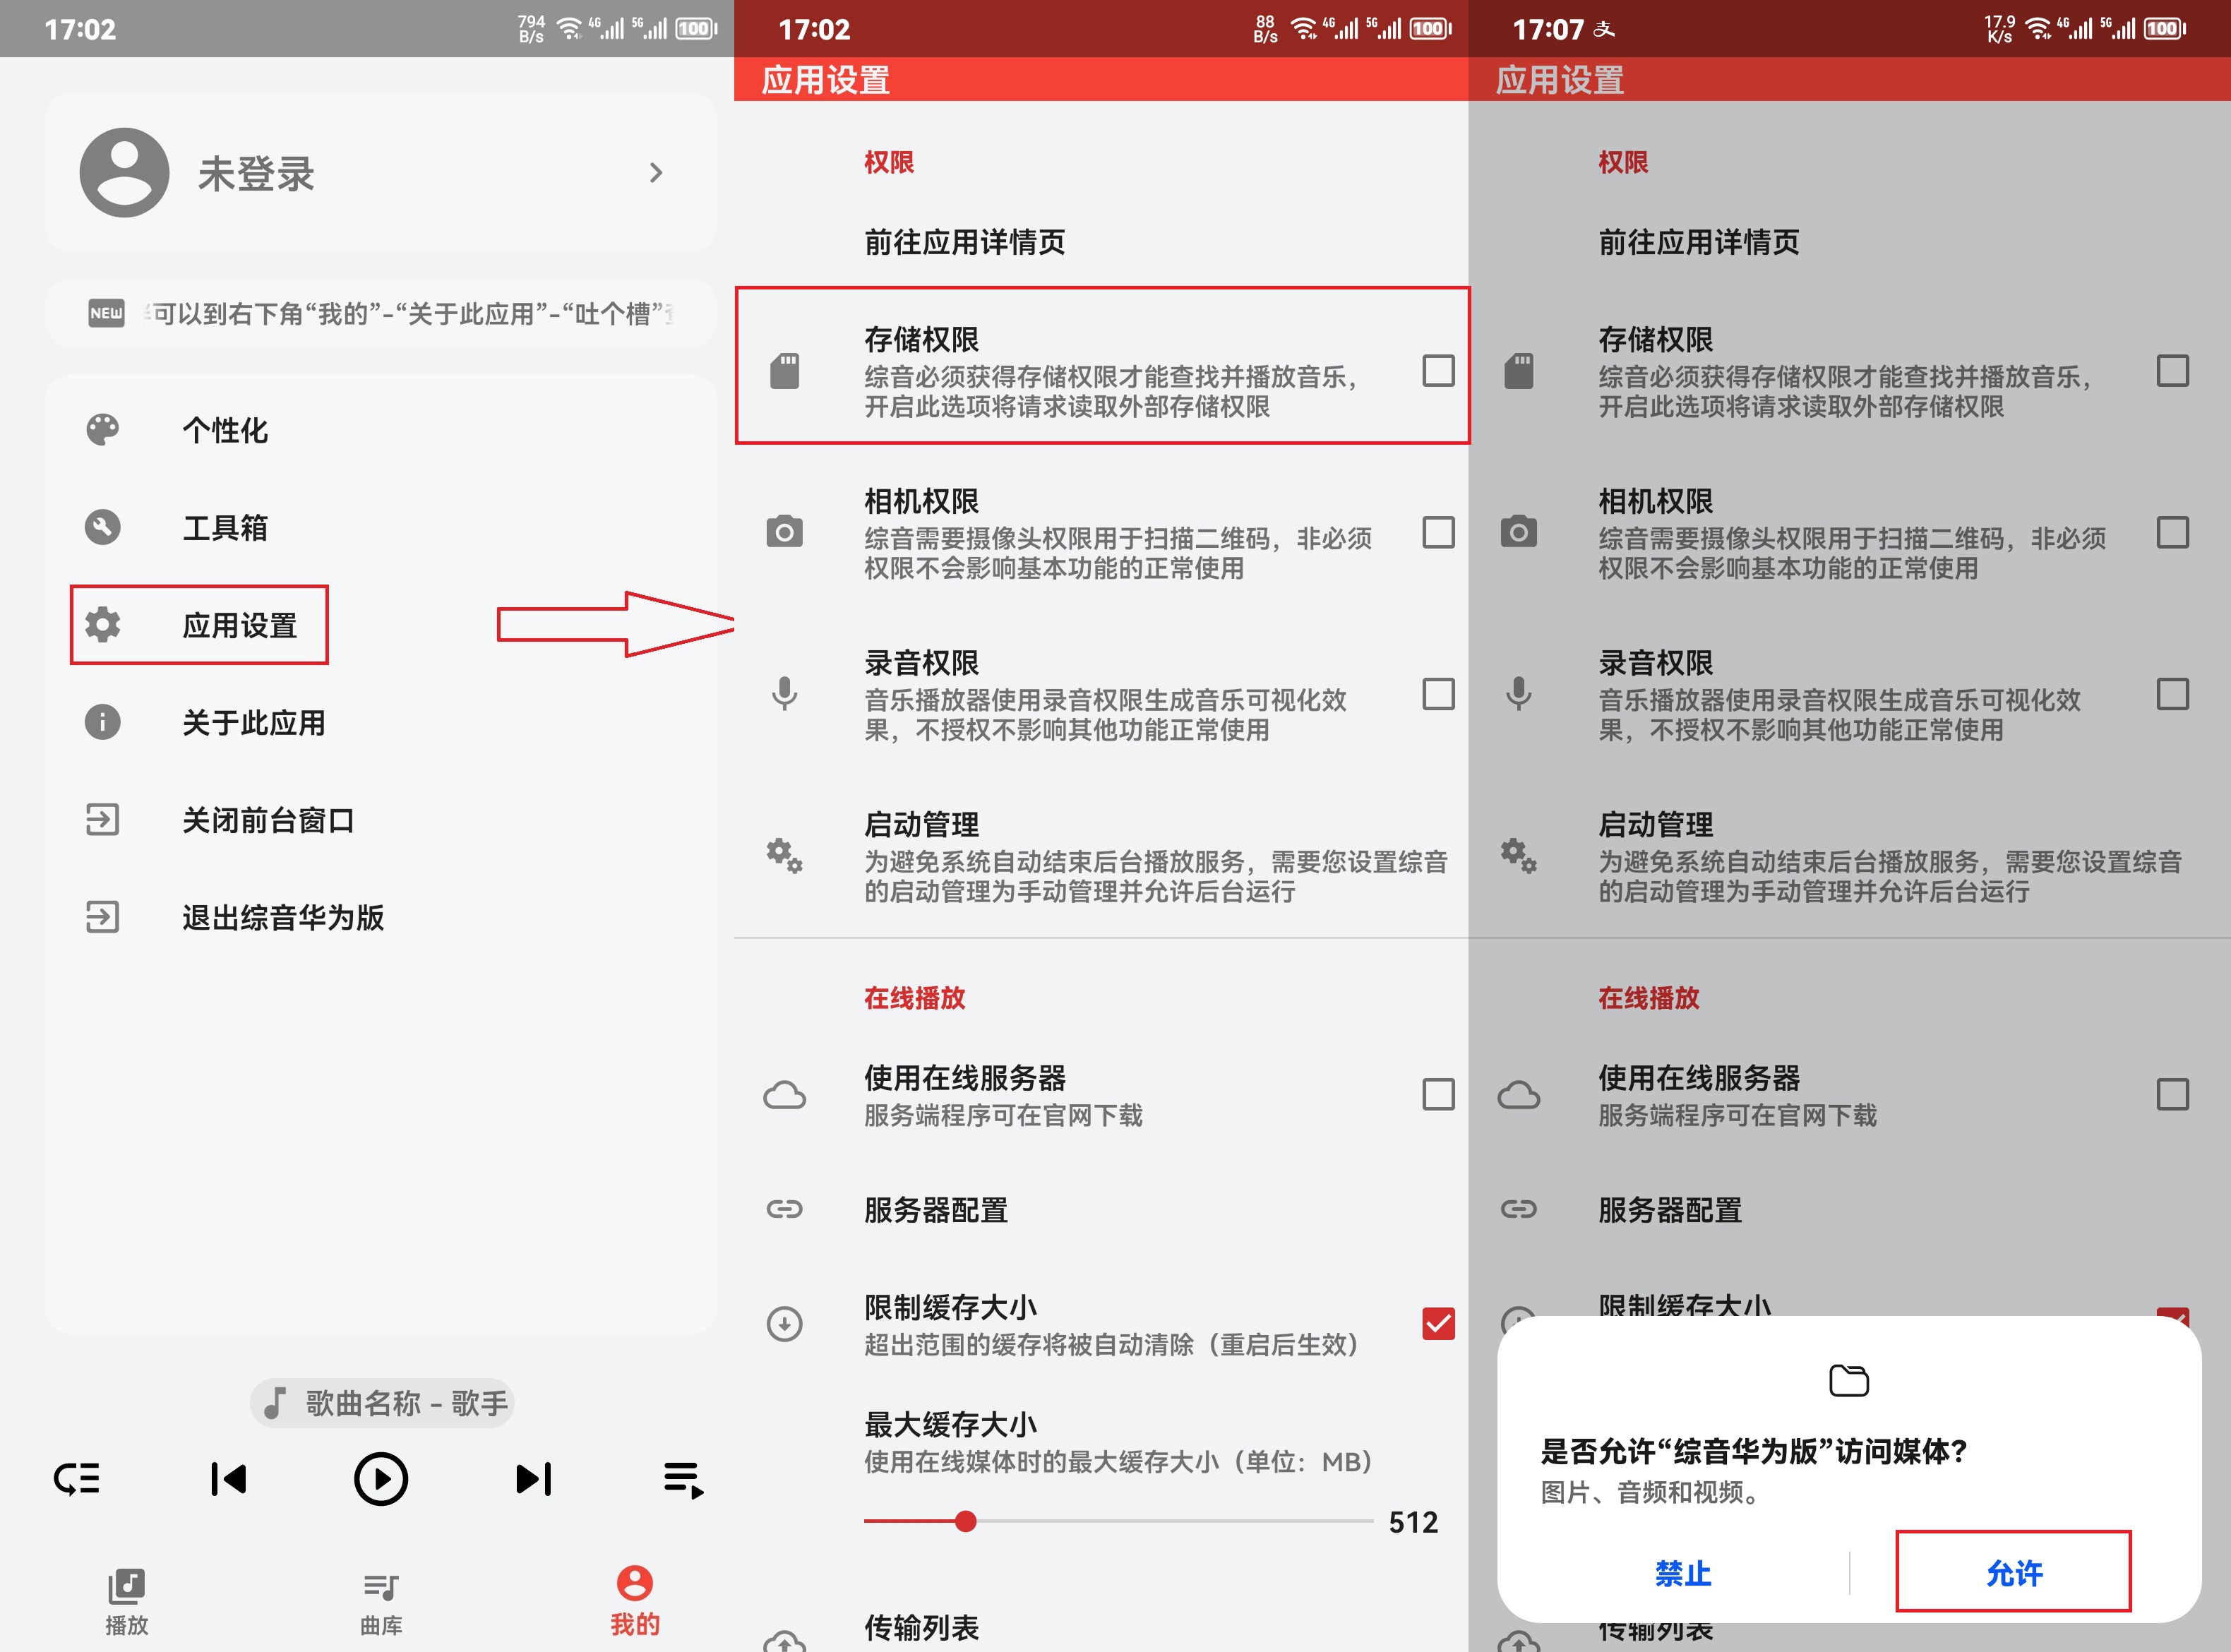 17:02
794
B/s
4G
5G
100
未登录
NEW
可以到右下角“我的”-“关于此应用”-“吐个槽”
个性化
工具箱
应用设置
关于此应用
关闭前台窗口
退出综音华为版
歌曲名称 - 歌手
播放
曲库
我的
17:02
88
B/s
4G
5G
100
应用设置
权限
前往应用详情页
存储权限
综音必须获得存储权限才能查找并播放音乐，
开启此选项将请求读取外部存储权限
相机权限
综音需要摄像头权限用于扫描二维码，非必须
权限不会影响基本功能的正常使用
录音权限
音乐播放器使用录音权限生成音乐可视化效
果，不授权不影响其他功能正常使用
启动管理
为避免系统自动结束后台播放服务，需要您设置综音
的启动管理为手动管理并允许后台运行
在线播放
使用在线服务器
服务端程序可在官网下载
服务器配置
限制缓存大小
超出范围的缓存将被自动清除（重启后生效）
最大缓存大小
使用在线媒体时的最大缓存大小（单位：MB）
512
传输列表
17:07 支
17.9
K/s
4G
5G
100
应用设置
权限
前往应用详情页
存储权限
综音必须获得存储权限才能查找并播放音乐，
开启此选项将请求读取外部存储权限
相机权限
综音需要摄像头权限用于扫描二维码，非必须
权限不会影响基本功能的正常使用
录音权限
音乐播放器使用录音权限生成音乐可视化效
果，不授权不影响其他功能正常使用
启动管理
为避免系统自动结束后台播放服务，需要您设置综音
的启动管理为手动管理并允许后台运行
在线播放
使用在线服务器
服务端程序可在官网下载
服务器配置
限制缓存大小
是否允许“综音华为版”访问媒体？
图片、音频和视频。
禁止
允许
传输列表